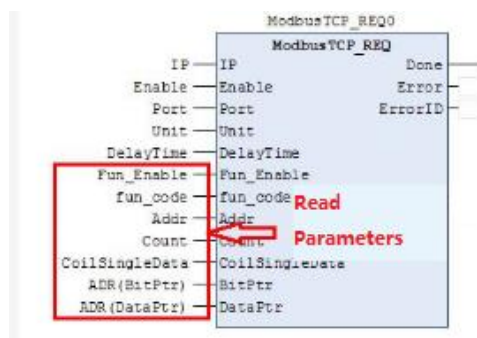 ModbusTCP_REQ0
ModbusTCP_REQ
IP IP Done
Enable Enable Error
Port Port ErrorID
Unit Unit
DelayTime DelayTime
Fun_Enable Fun_Enable
fun_code fun_code Read
Addr Addr
Count Count Parameters
CoilSingleData CoilSingleData
ADR(BitPtr) BitPtr
ADR(DataPtr) DataPtr